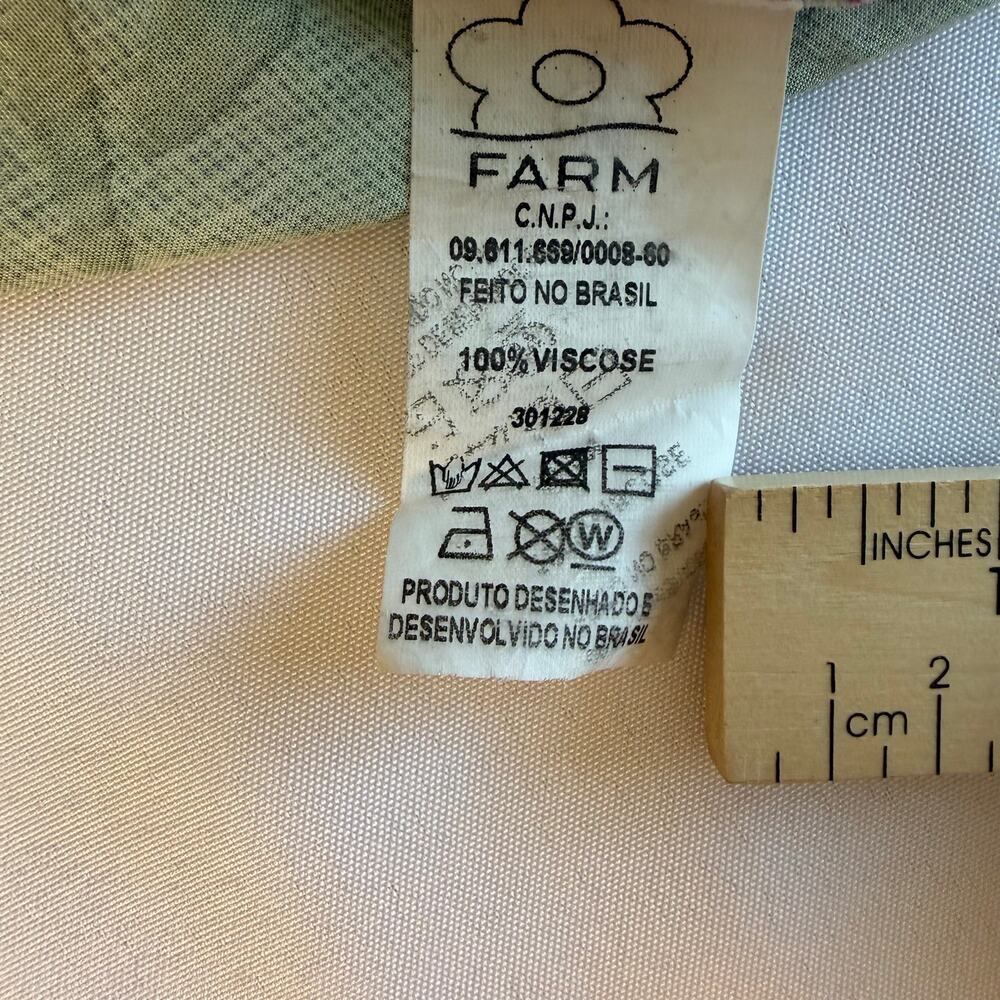 FARM
C.N.P.J.:
09.611.669/0008-60
FEITO NO BRASIL
100% VISCOSE
301228
W
PRODUTO DESENHADO E
DESENVOLVIDO NO BRASIL
INCHES
1
1 2
cm